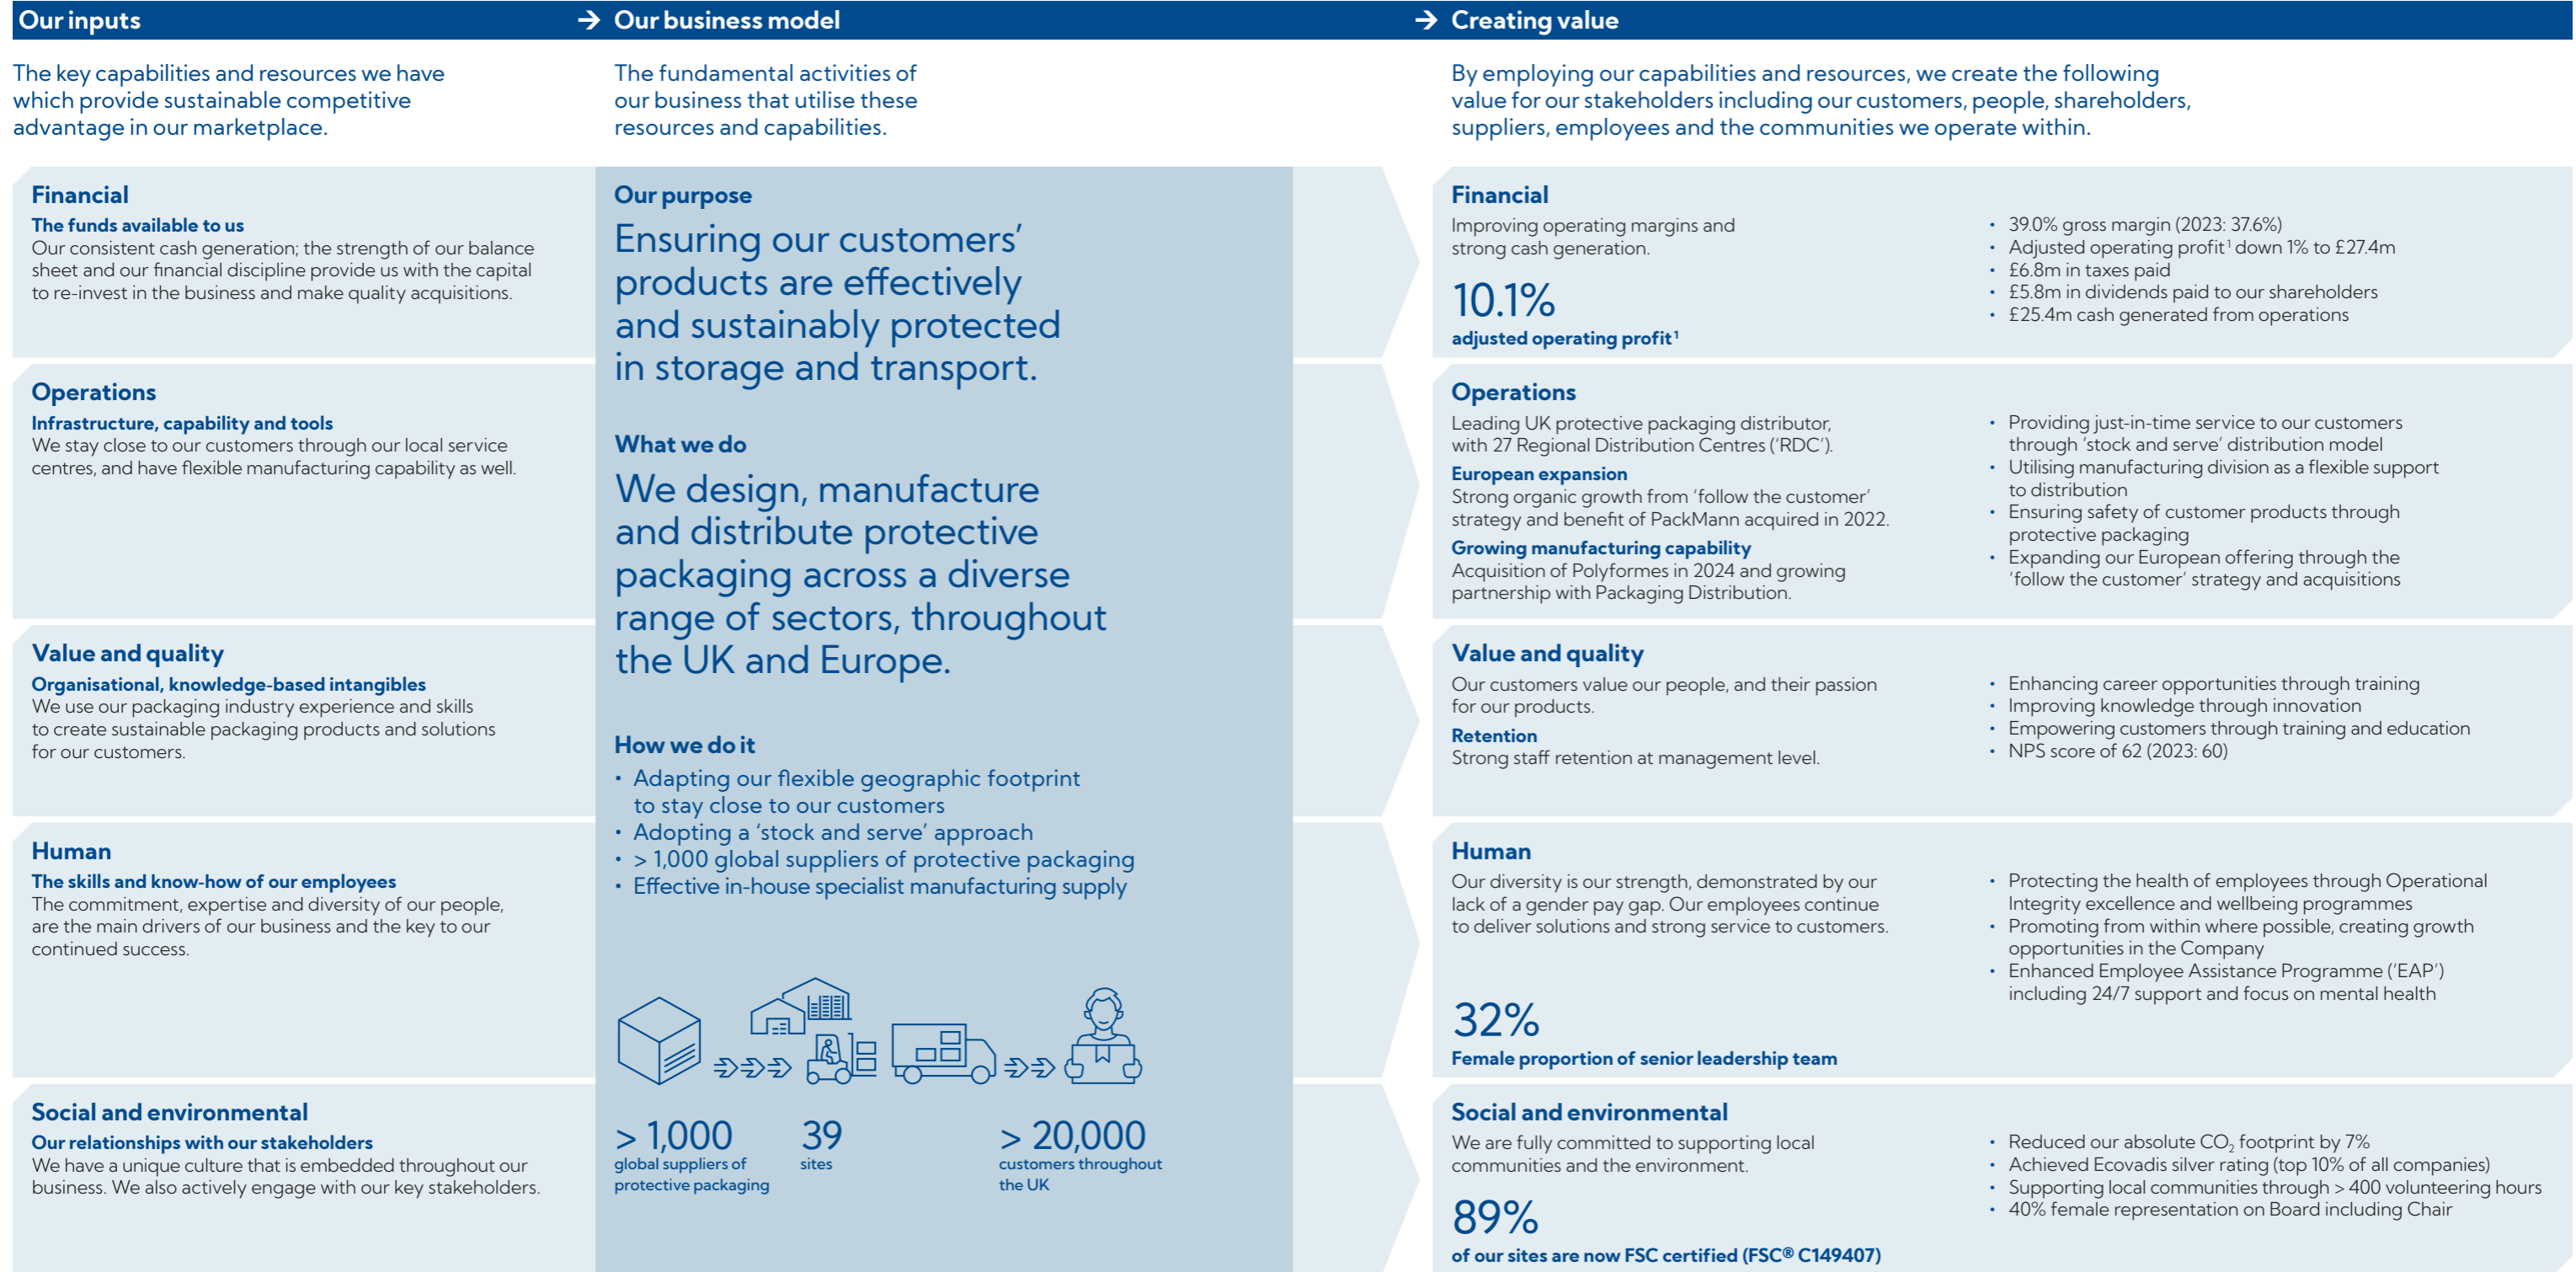 Our inputs
→ Our business model
→ Creating value
The key capabilities and resources we have
which provide sustainable competitive
advantage in our marketplace.
The fundamental activities of
our business that utilise these
resources and capabilities.
By employing our capabilities and resources, we create the following
value for our stakeholders including our customers, people, shareholders,
suppliers, employees and the communities we operate within.
Financial
The funds available to us
Our consistent cash generation; the strength of our balance
sheet and our financial discipline provide us with the capital
to re-invest in the business and make quality acquisitions.
Operations
Infrastructure, capability and tools
We stay close to our customers through our local service
centres, and have flexible manufacturing capability as well.
Value and quality
Organisational, knowledge-based intangibles
We use our packaging industry experience and skills
to create sustainable packaging products and solutions
for our customers.
Human
The skills and know-how of our employees
The commitment, expertise and diversity of our people,
are the main drivers of our business and the key to our
continued success.
Social and environmental
Our relationships with our stakeholders
We have a unique culture that is embedded throughout our
business. We also actively engage with our key stakeholders.
Our purpose
Ensuring our customers’
products are effectively
and sustainably protected
in storage and transport.
What we do
We design, manufacture
and distribute protective
packaging across a diverse
range of sectors, throughout
the UK and Europe.
How we do it
• Adapting our flexible geographic footprint
to stay close to our customers
• Adopting a ‘stock and serve’ approach
• > 1,000 global suppliers of protective packaging
• Effective in-house specialist manufacturing supply
> 1,000
global suppliers of
protective packaging
39
sites
> 20,000
customers throughout
the UK
Financial
Improving operating margins and
strong cash generation.
10.1%
adjusted operating profit¹
• 39.0% gross margin (2023: 37.6%)
• Adjusted operating profit¹ down 1% to £27.4m
• £6.8m in taxes paid
• £5.8m in dividends paid to our shareholders
• £25.4m cash generated from operations
Operations
Leading UK protective packaging distributor,
with 27 Regional Distribution Centres (‘RDC’).
European expansion
Strong organic growth from ‘follow the customer’
strategy and benefit of PackMann acquired in 2022.
Growing manufacturing capability
Acquisition of Polyformes in 2024 and growing
partnership with Packaging Distribution.
• Providing just-in-time service to our customers
through ‘stock and serve’ distribution model
• Utilising manufacturing division as a flexible support
to distribution
• Ensuring safety of customer products through
protective packaging
• Expanding our European offering through the
‘follow the customer’ strategy and acquisitions
Value and quality
Our customers value our people, and their passion
for our products.
Retention
Strong staff retention at management level.
• Enhancing career opportunities through training
• Improving knowledge through innovation
• Empowering customers through training and education
• NPS score of 62 (2023: 60)
Human
Our diversity is our strength, demonstrated by our
lack of a gender pay gap. Our employees continue
to deliver solutions and strong service to customers.
32%
Female proportion of senior leadership team
• Protecting the health of employees through Operational
Integrity excellence and wellbeing programmes
• Promoting from within where possible, creating growth
opportunities in the Company
• Enhanced Employee Assistance Programme (‘EAP’)
including 24/7 support and focus on mental health
Social and environmental
We are fully committed to supporting local
communities and the environment.
89%
of our sites are now FSC certified (FSC® C149407)
• Reduced our absolute CO₂ footprint by 7%
• Achieved Ecovadis silver rating (top 10% of all companies)
• Supporting local communities through > 400 volunteering hours
• 40% female representation on Board including Chair